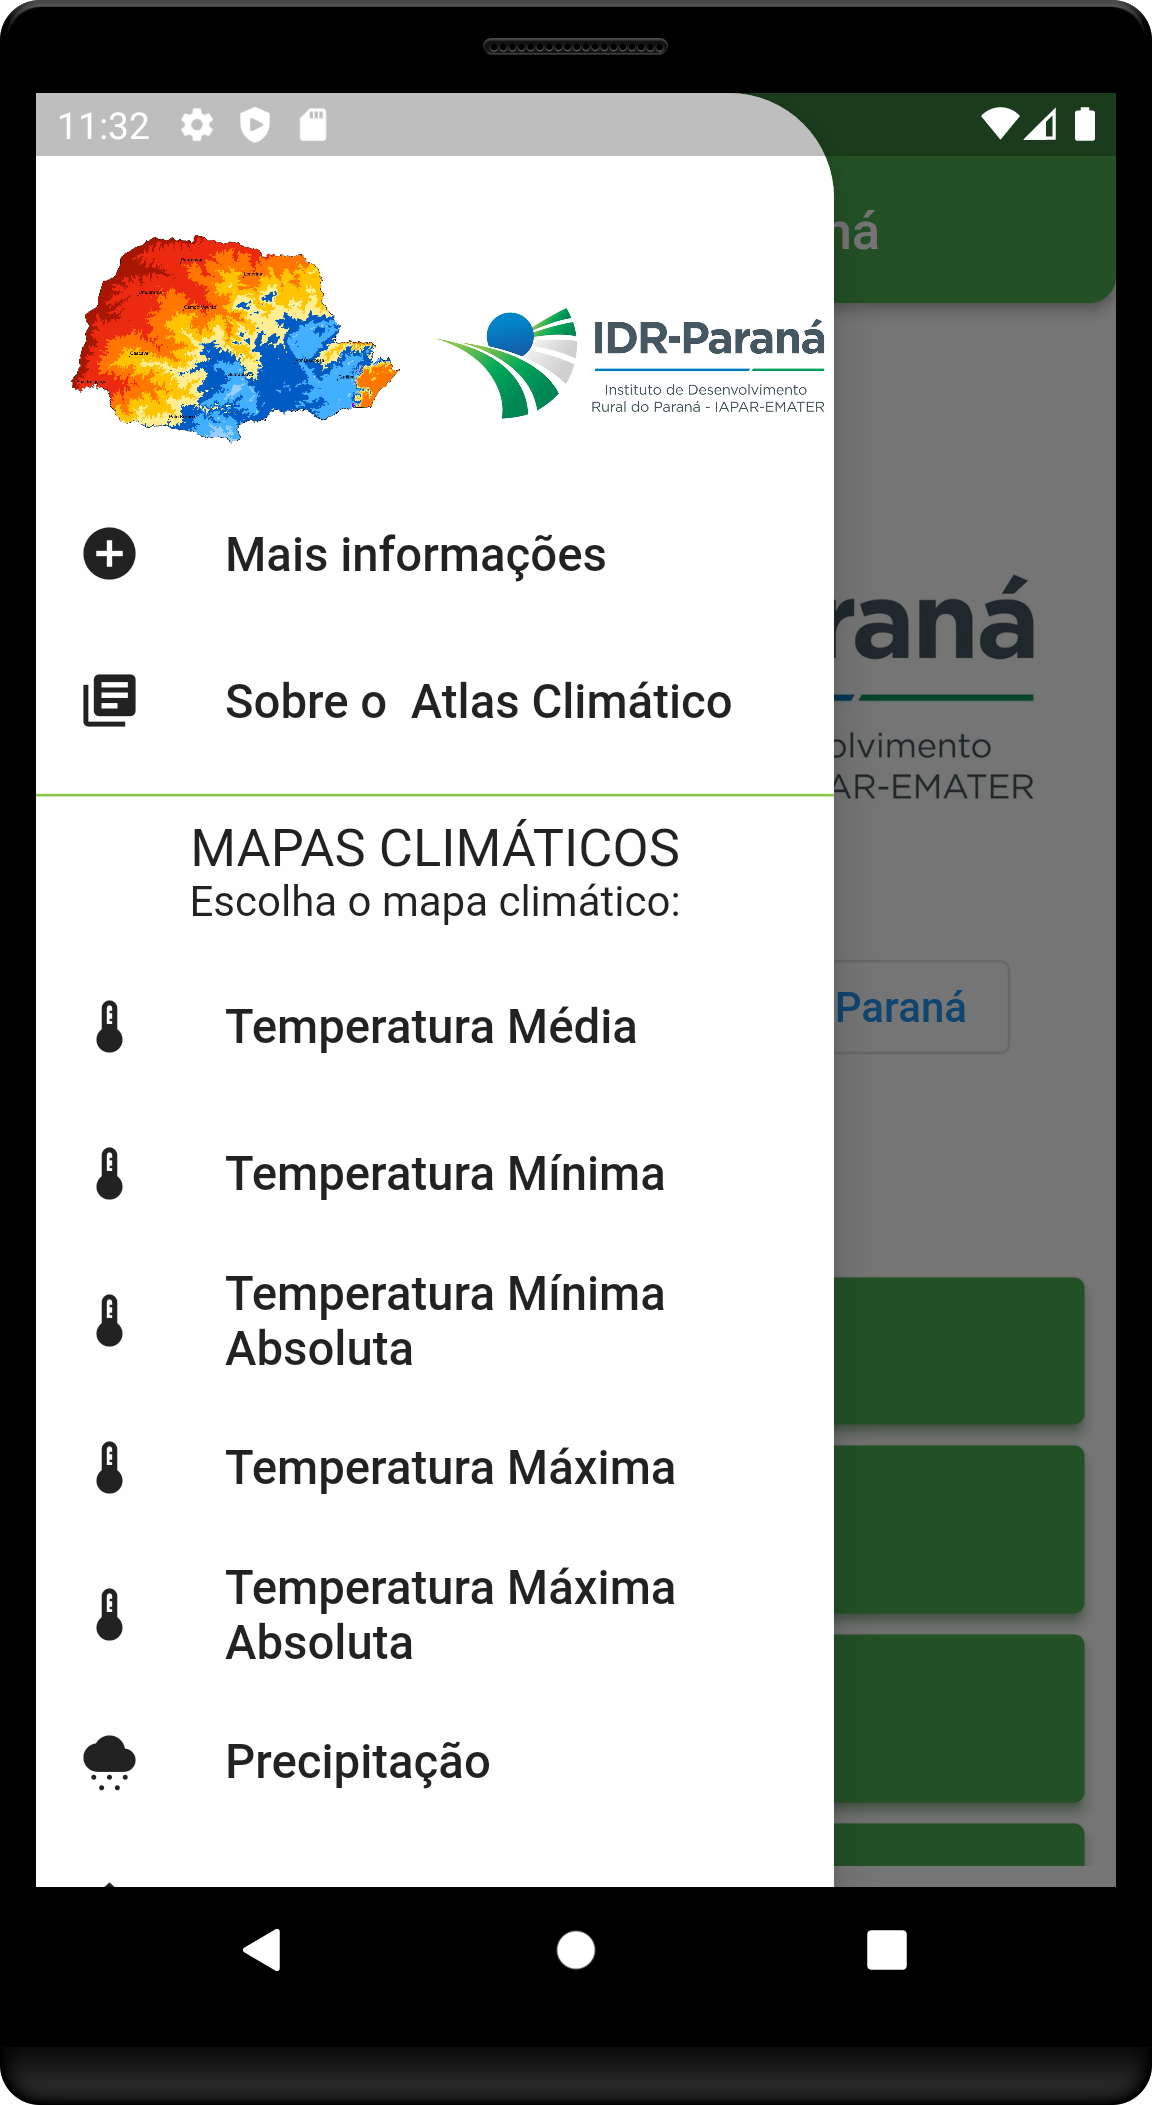 11:32
ná
IDR-Paraná
Instituto de Desenvolvimento
Rural do Paraná - IAPAR-EMATER
Mais informações
raná
Sobre o  Atlas Climático
olvimento
AR-EMATER
MAPAS CLIMÁTICOS
Escolha o mapa climático:
Paraná
Temperatura Média
Temperatura Mínima
Temperatura Mínima
Absoluta
Temperatura Máxima
Temperatura Máxima
Absoluta
Precipitação